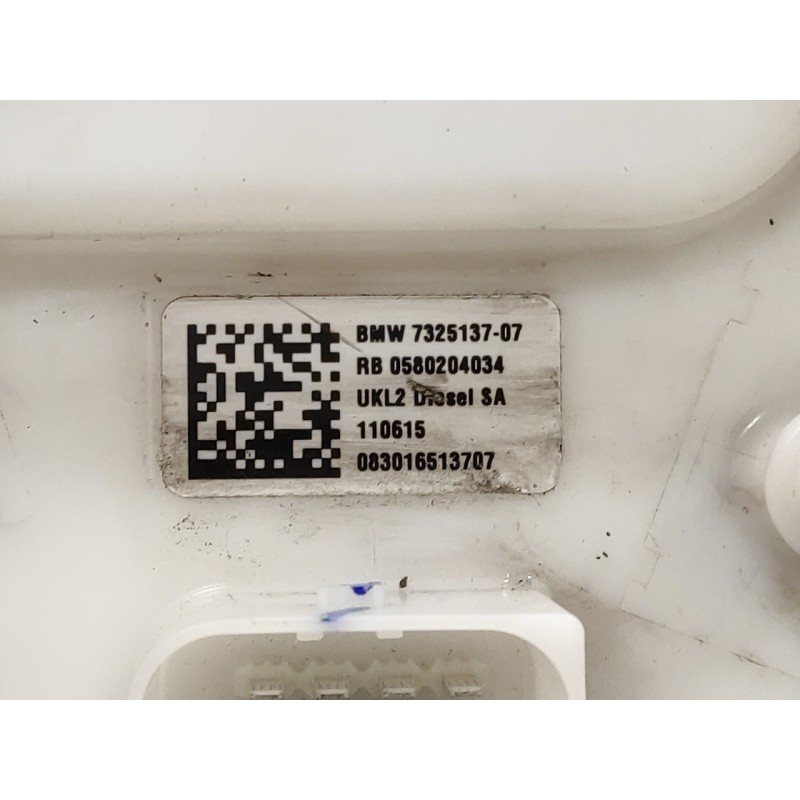 BMW 7325137-07
RB 0580204034
UKL2 Diesel SA
110615
083016513707